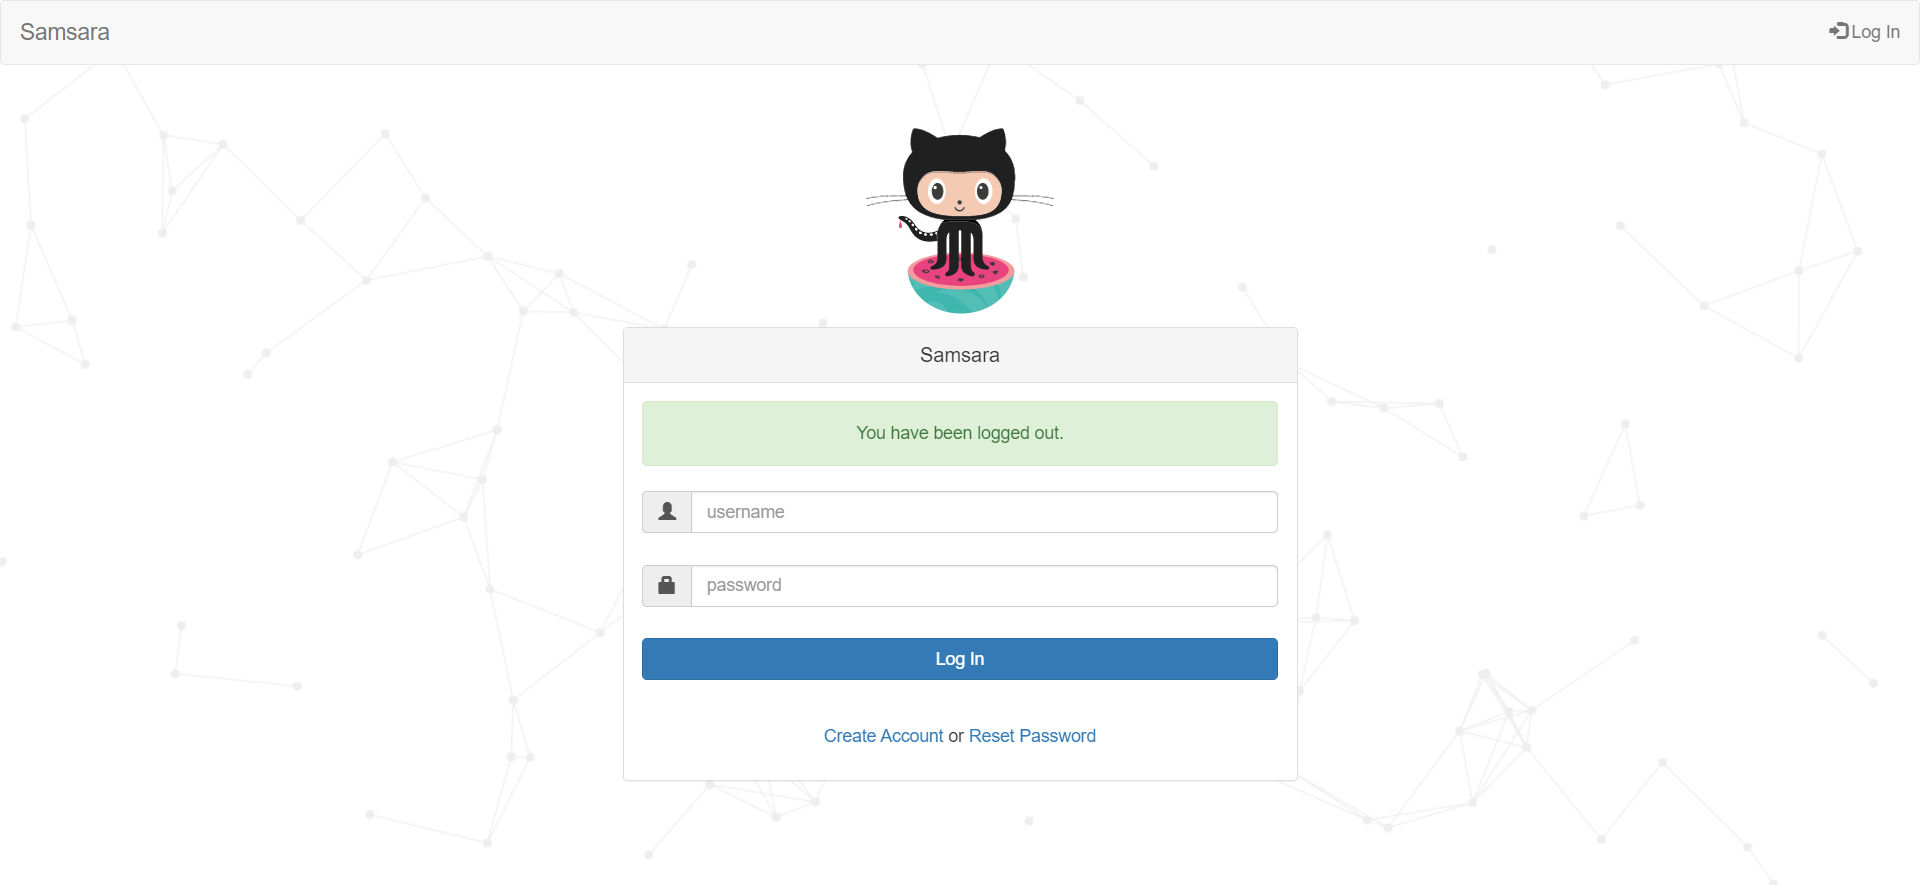 Samsara
Log In
Samsara
You have been logged out.
username
password
Log In
Create Account or Reset Password